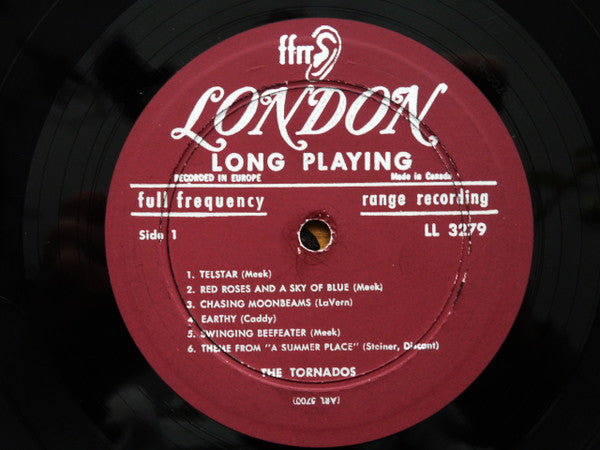 ffrr
LONDON
LONG PLAYING
RECORDED IN EUROPE Made in Canada
full frequency range recording
Side 1 LL 3279
1. TELSTAR (Meek)
2. RED ROSES AND A SKY OF BLUE (Meek)
3. CHASING MOONBEAMS (LaVern)
4. EARTHY (Caddy)
5. SWINGING BEEFEATER (Meek)
6. THEME FROM "A SUMMER PLACE" (Steiner, Discant)
THE TORNADOS
(ARL 5700)